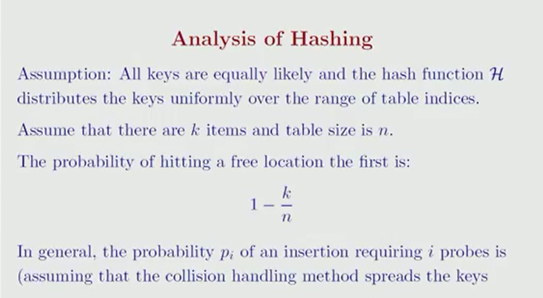 Analysis of Hashing
Assumption: All keys are equally likely and the hash function ℋ
distributes the keys uniformly over the range of table indices.
Assume that there are k items and table size is n.
The probability of hitting a free location the first is:
1 − k/n
In general, the probability pᵢ of an insertion requiring i probes is
(assuming that the collision handling method spreads the keys